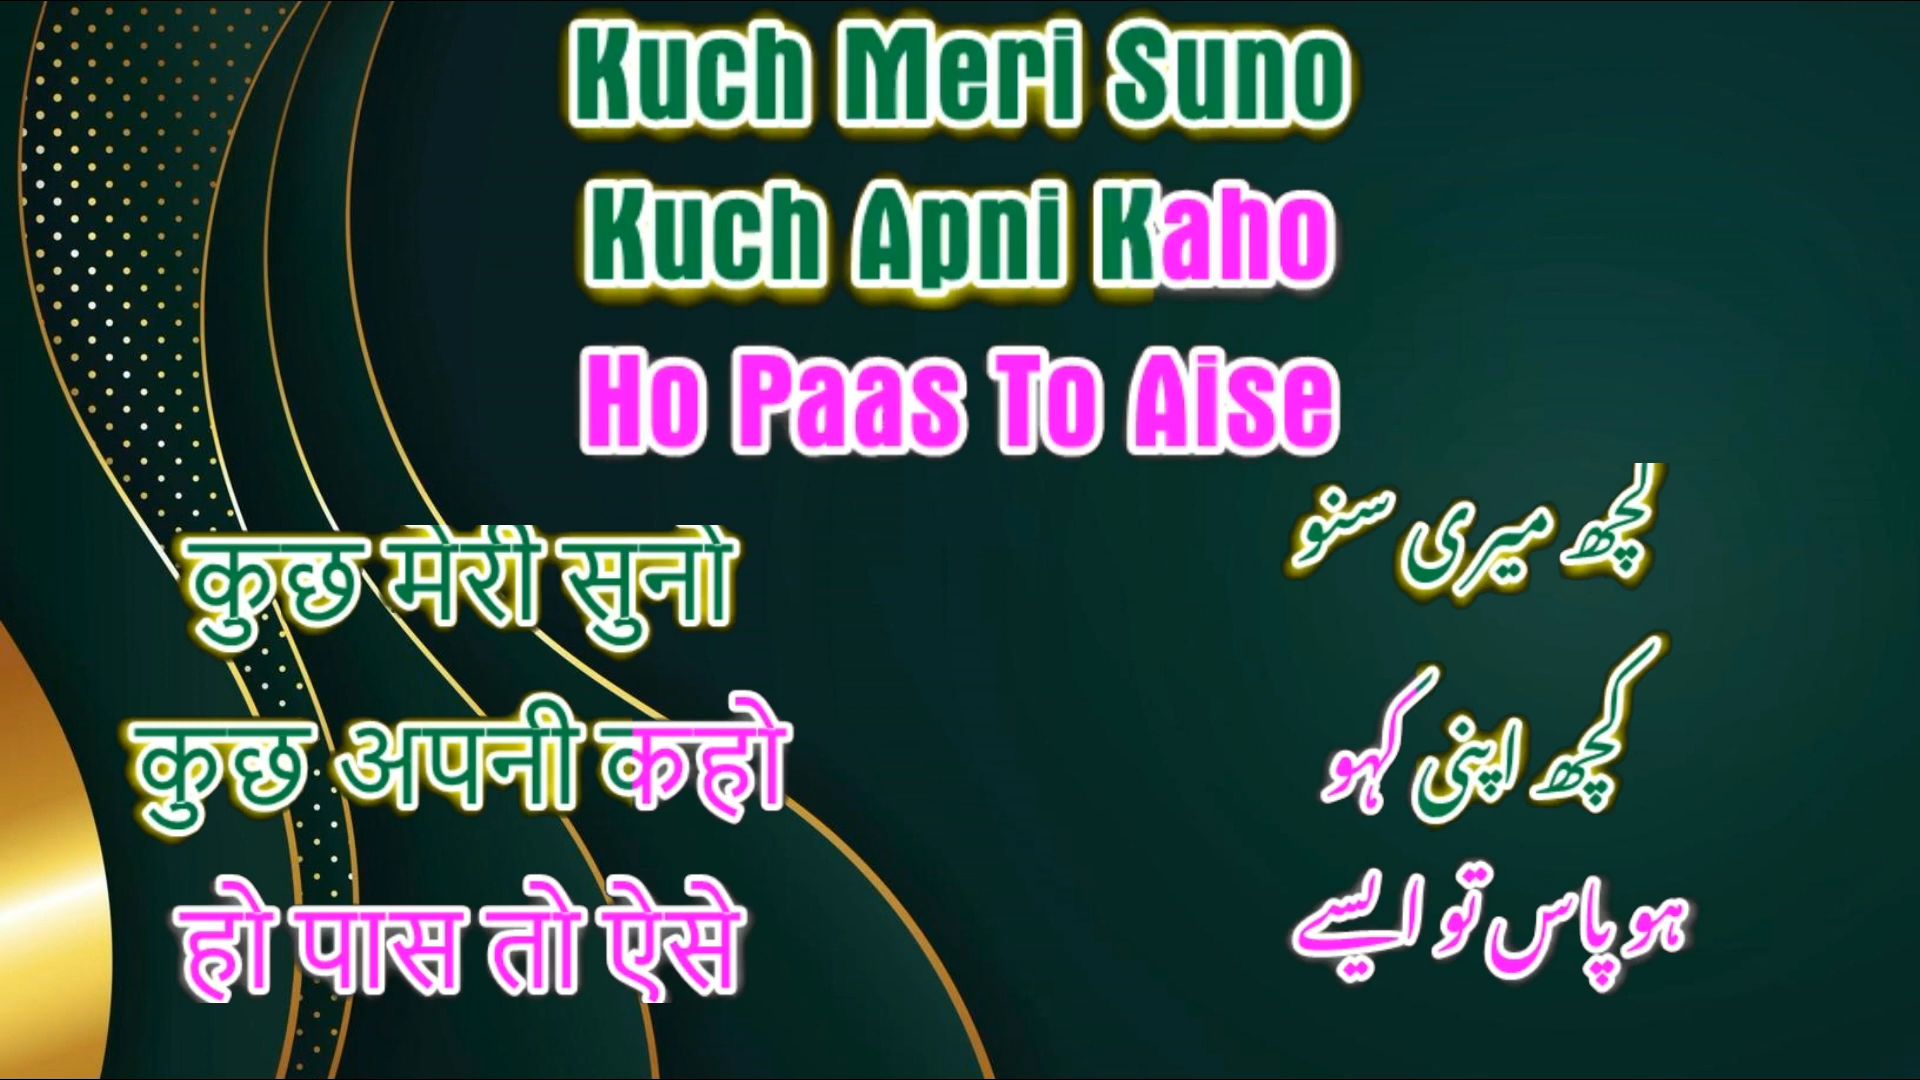 Kuch Meri Suno
Kuch Apni Kaho
Ho Paas To Aise
कुछ मेरी सुनो
कुछ अपनी कहो
हो पास तो ऐसे
کچھ میری سنو
کچھ اپنی کہو
ہو پاس تو ایسے